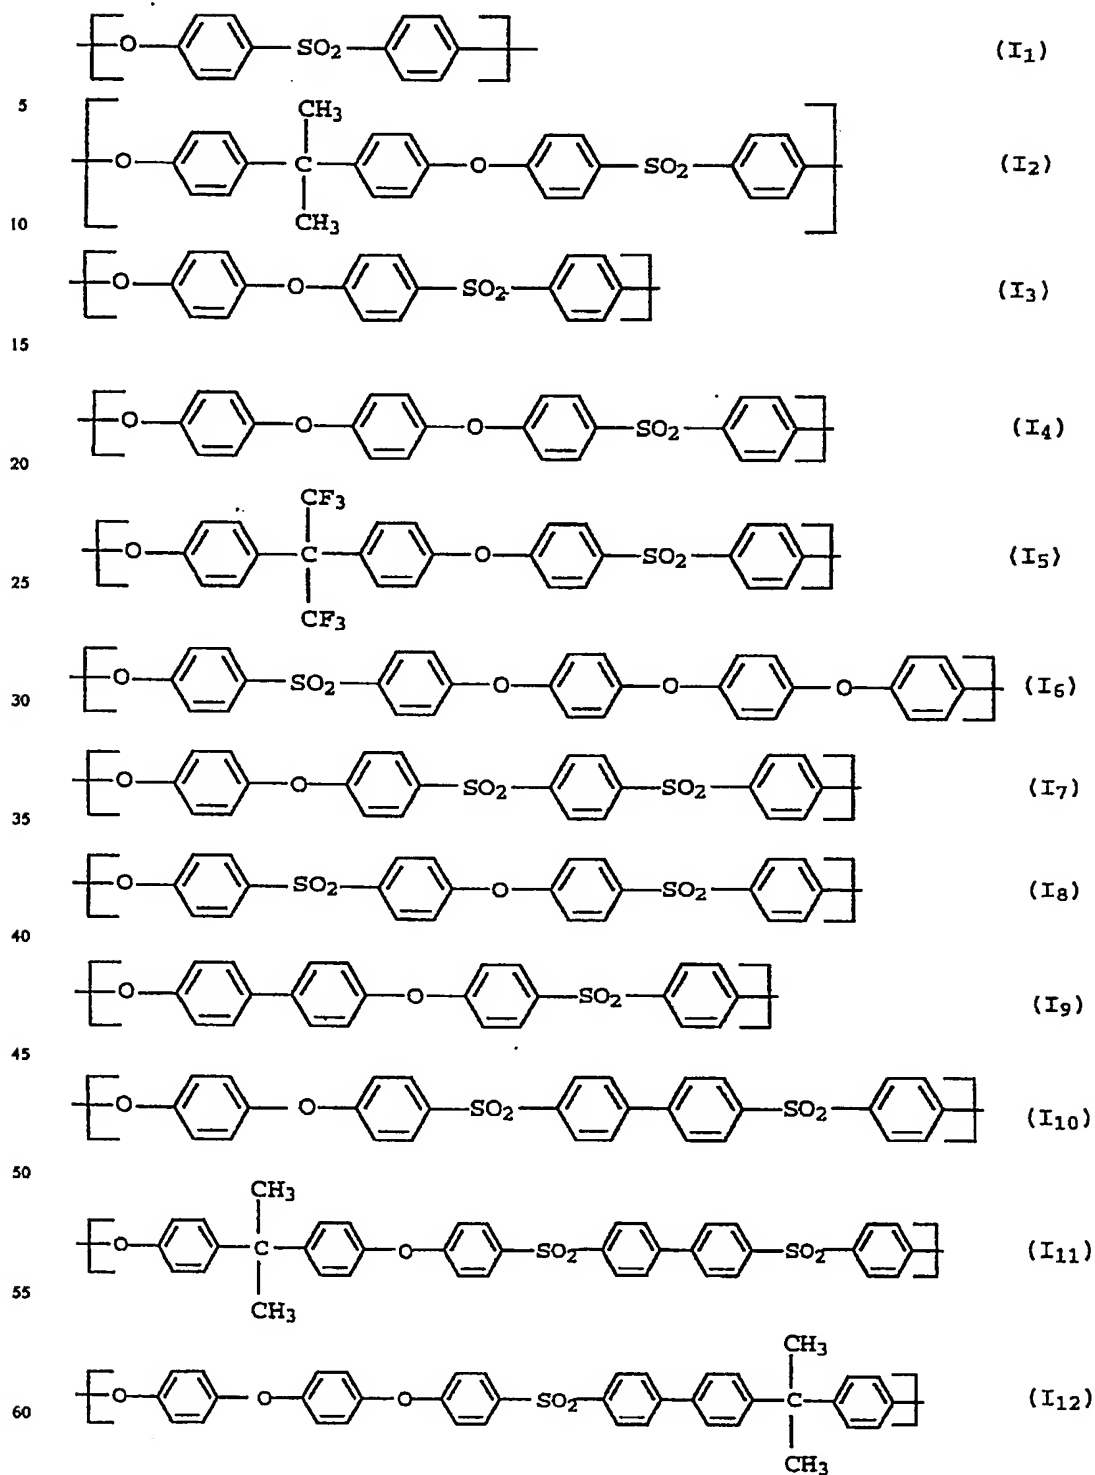 O SO2 (I1)
5 CH3
O C O SO2 (I2)
10 CH3
O O SO2 (I3)
15
O O O SO2 (I4)
20
CF3
O C O SO2 (I5)
25
CF3
O SO2 O O O (I6)
30
O O SO2 SO2 (I7)
35
O SO2 O SO2 (I8)
40
O O SO2 (I9)
45
O O SO2 SO2 (I10)
50
CH3
O C O SO2 SO2 (I11)
55
CH3
CH3
O O O SO2 C (I12)
60
CH3